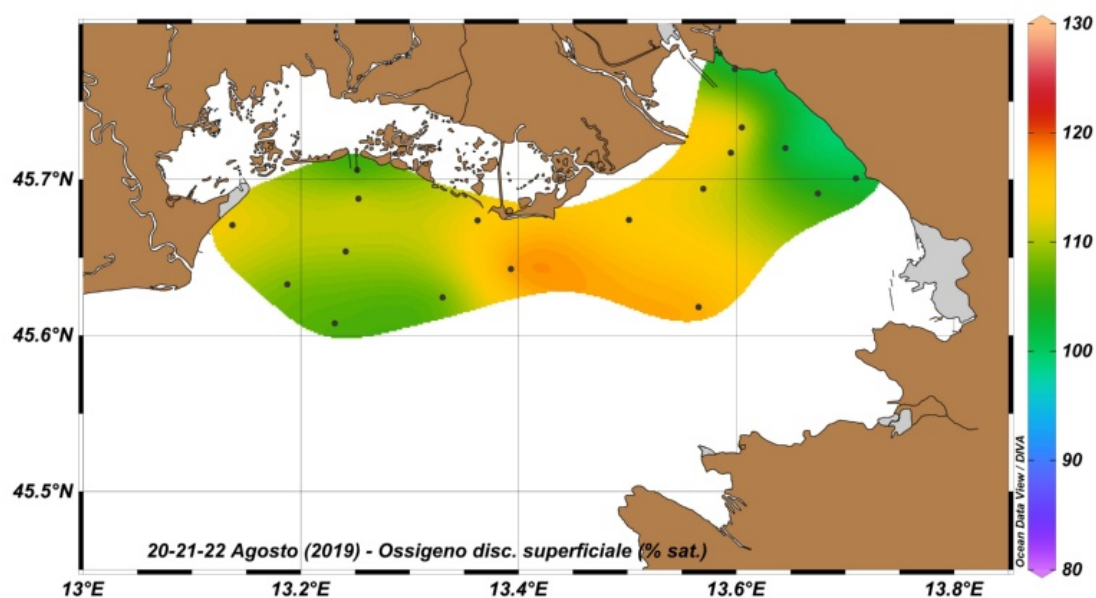 130
120
110
100
90
80
Ocean Data View / DIVA
45.7°N
45.6°N
45.5°N
20-21-22 Agosto (2019) - Ossigeno disc. superficiale (% sat.)
13°E
13.2°E
13.4°E
13.6°E
13.8°E